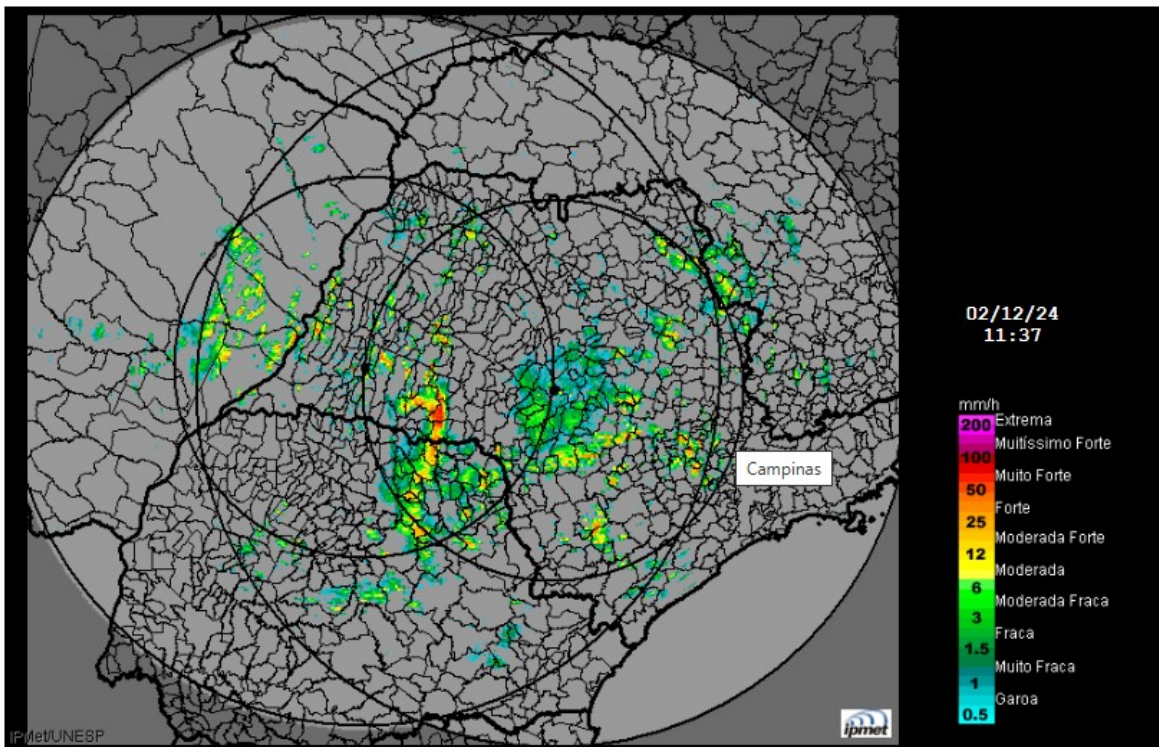 02/12/24
11:37
mm/h
200 Extrema
Muitíssimo Forte
100
Muito Forte
50
Forte
25
Moderada Forte
12
Moderada
6
Moderada Fraca
3
Fraca
1.5
Muito Fraca
1
Garoa
0.5
Campinas
IPMet/UNESP
ipmet